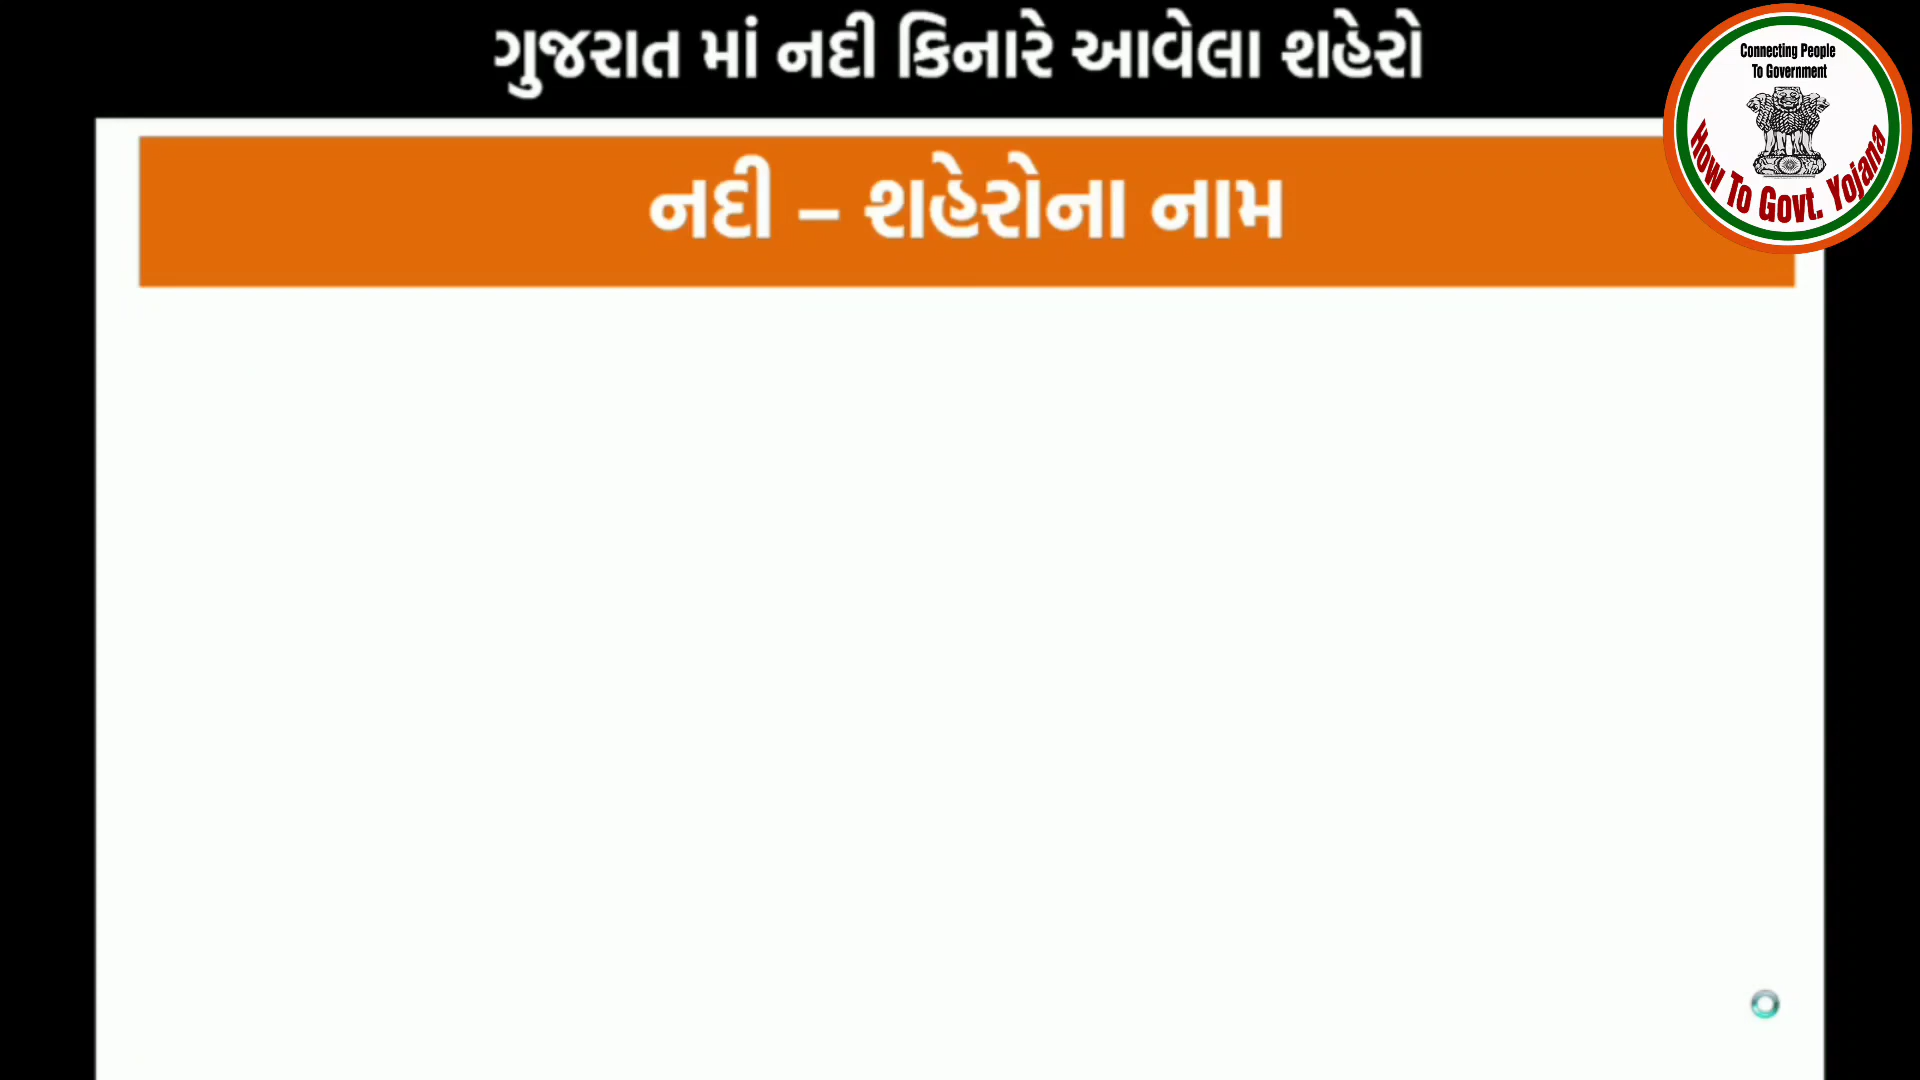 ગુજરાત માં નદી કિનારે આવેલા શહેરો
Connecting People
To Government
How To Govt. Yojana
નદી – શહેરોના નામ